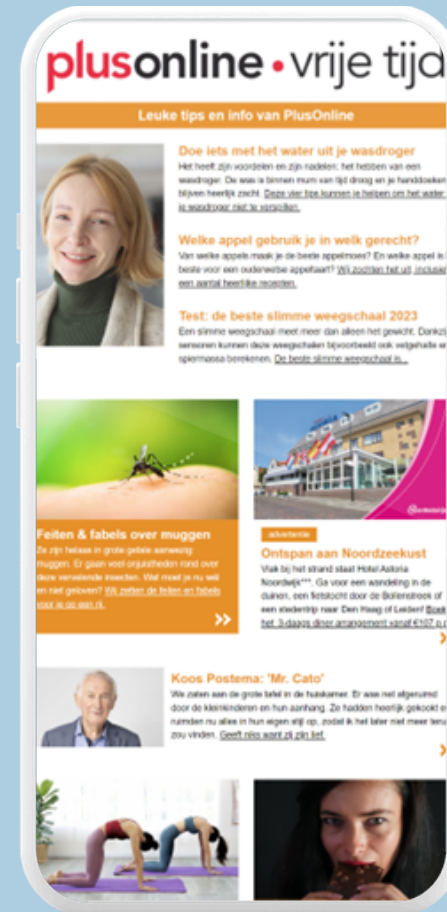 plusonline • vrije tijd
Leuke tips en info van PlusOnline
Doe iets met het water uit je wasdroger
Het heeft zijn voordelen en zijn nadelen: het hebben van een
wasdroger. De was is binnen mum van tijd droog en je handdoeken
blijven heerlijk zacht. Deze vier tips kunnen je helpen om het water
je wasdroger niet te verspillen.
Welke appel gebruik je in welk gerecht?
Van welke appels maak je de beste appelmoes? En welke appel is
beste voor een ouderwetse appeltaart? Wij zochten het uit, inclusief
een aantal heerlijke recepten.
Test: de beste slimme weegschaal 2023
Een slimme weegschaal meet meer dan alleen het gewicht. Dankzij
sensoren kunnen deze weegschalen bijvoorbeeld ook vetgehalte en
spiermassa berekenen. De beste slimme weegschaal is...
Feiten & fabels over muggen
Ze zijn helaas in grote getale aanwezig:
muggen. Er gaan veel onjuistheden rond over
deze vervelende insecten. Wat moet je nu wel
en niet geloven? Wij zetten de feiten en fabels
voor je op een rij.
advertentie
Ontspan aan Noordzeekust
Vlak bij het strand staat Hotel Astoria
Noordwijk***. Ga voor een wandeling in de
duinen, een fietstocht door de Bollenstreek of
een stedentrip naar Den Haag of Leiden! Boek
het 3-daags diner arrangement vanaf €107 p.p
Koos Postema: 'Mr. Cato'
We zaten aan de grote tafel in de huiskamer. Er was net afgeruimd
door de kleinkinderen en hun aanhang. Ze hadden heerlijk gekookt e
ruimden nu alles in hun eigen stijl op, zodat ik het later niet meer teru
zou vinden. Geeft niks want zij zijn lief.